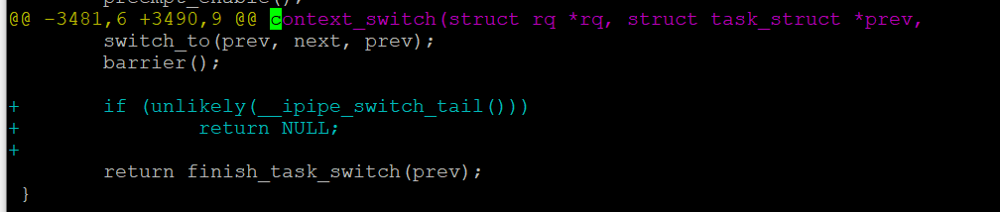 preempt_enable();
@@ -3481,6 +3490,9 @@ context_switch(struct rq *rq, struct task_struct *prev,
        switch_to(prev, next, prev);
        barrier();

+       if (unlikely(__ipipe_switch_tail()))
+               return NULL;
+
        return finish_task_switch(prev);
 }